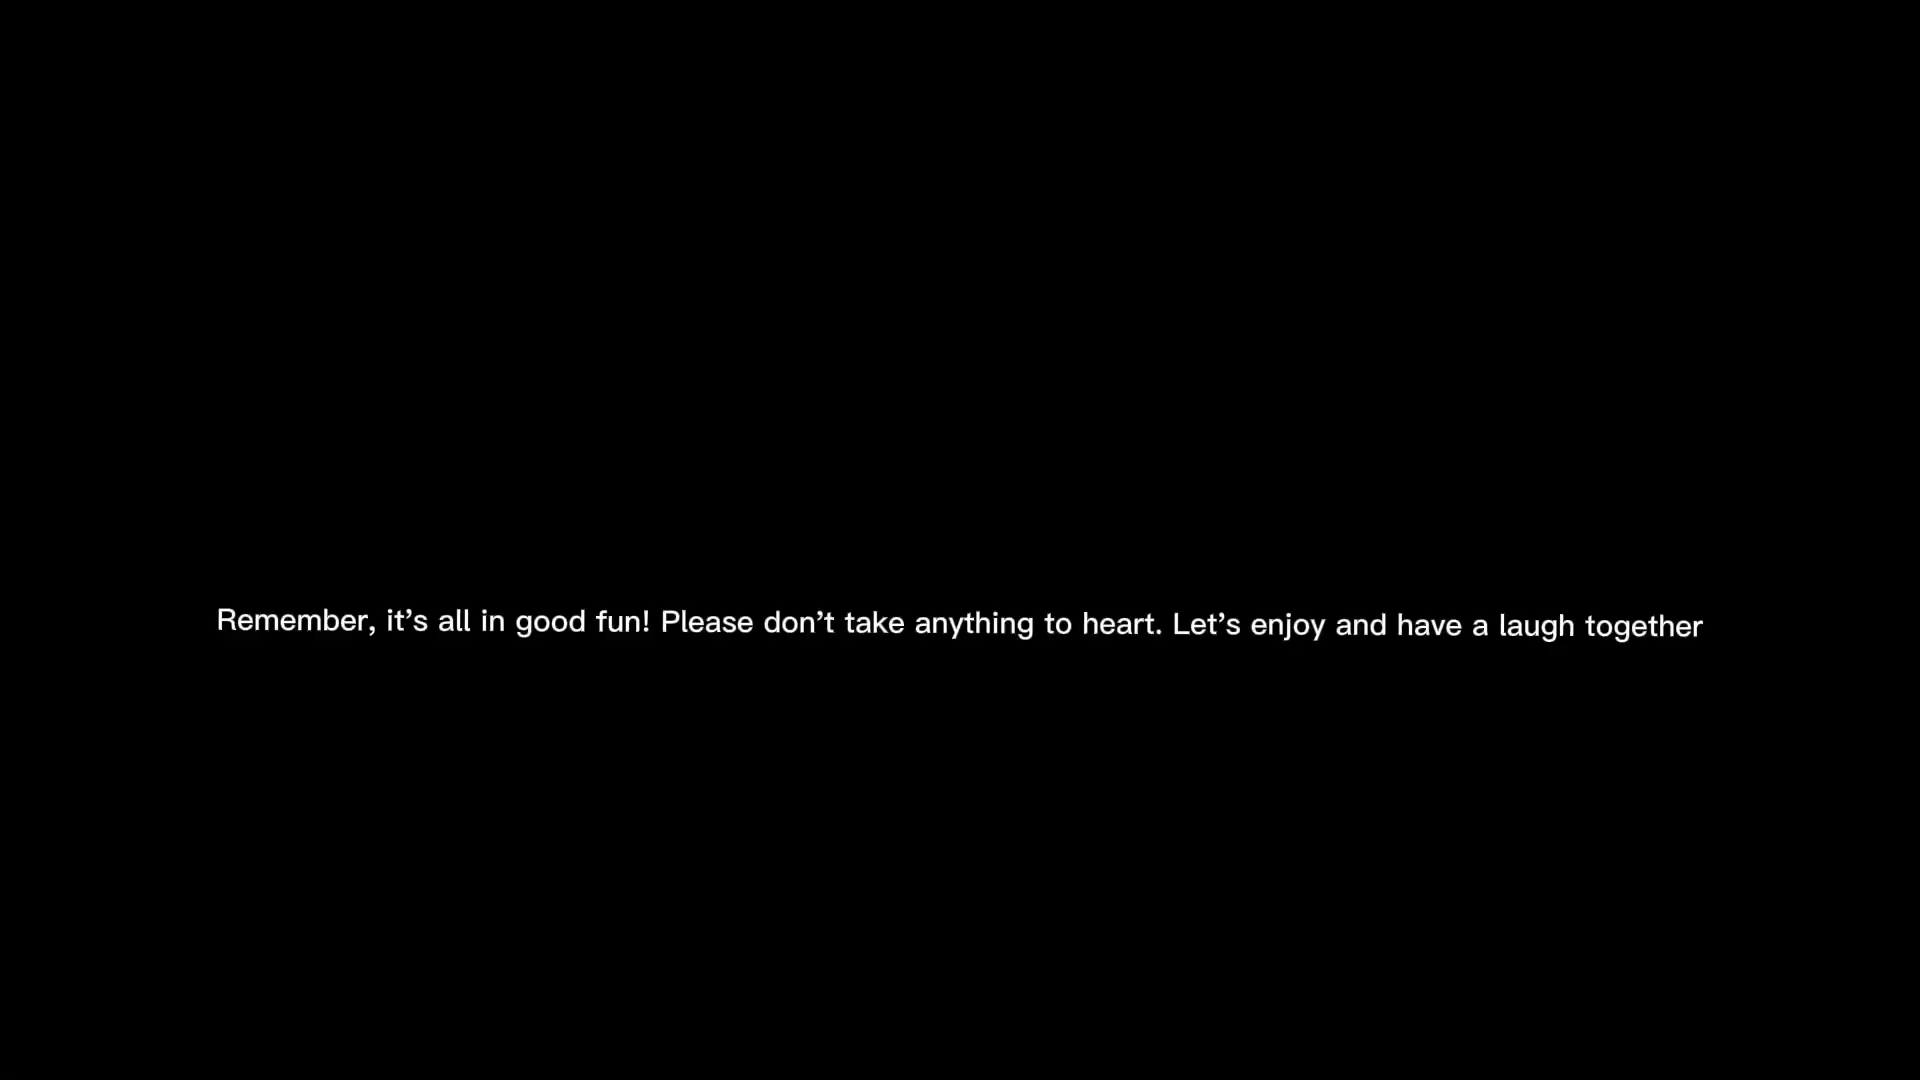 Remember, it’s all in good fun! Please don’t take anything to heart. Let’s enjoy and have a laugh together